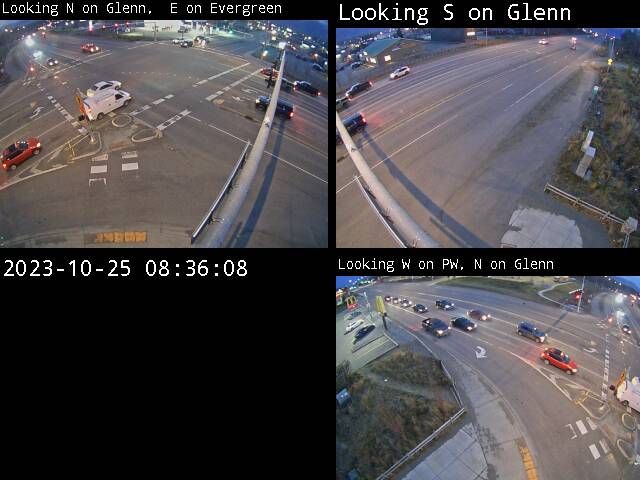 Looking N on Glenn,  E on Evergreen
Looking S on Glenn
2023-10-25 08:36:08
Looking W on PW, N on Glenn